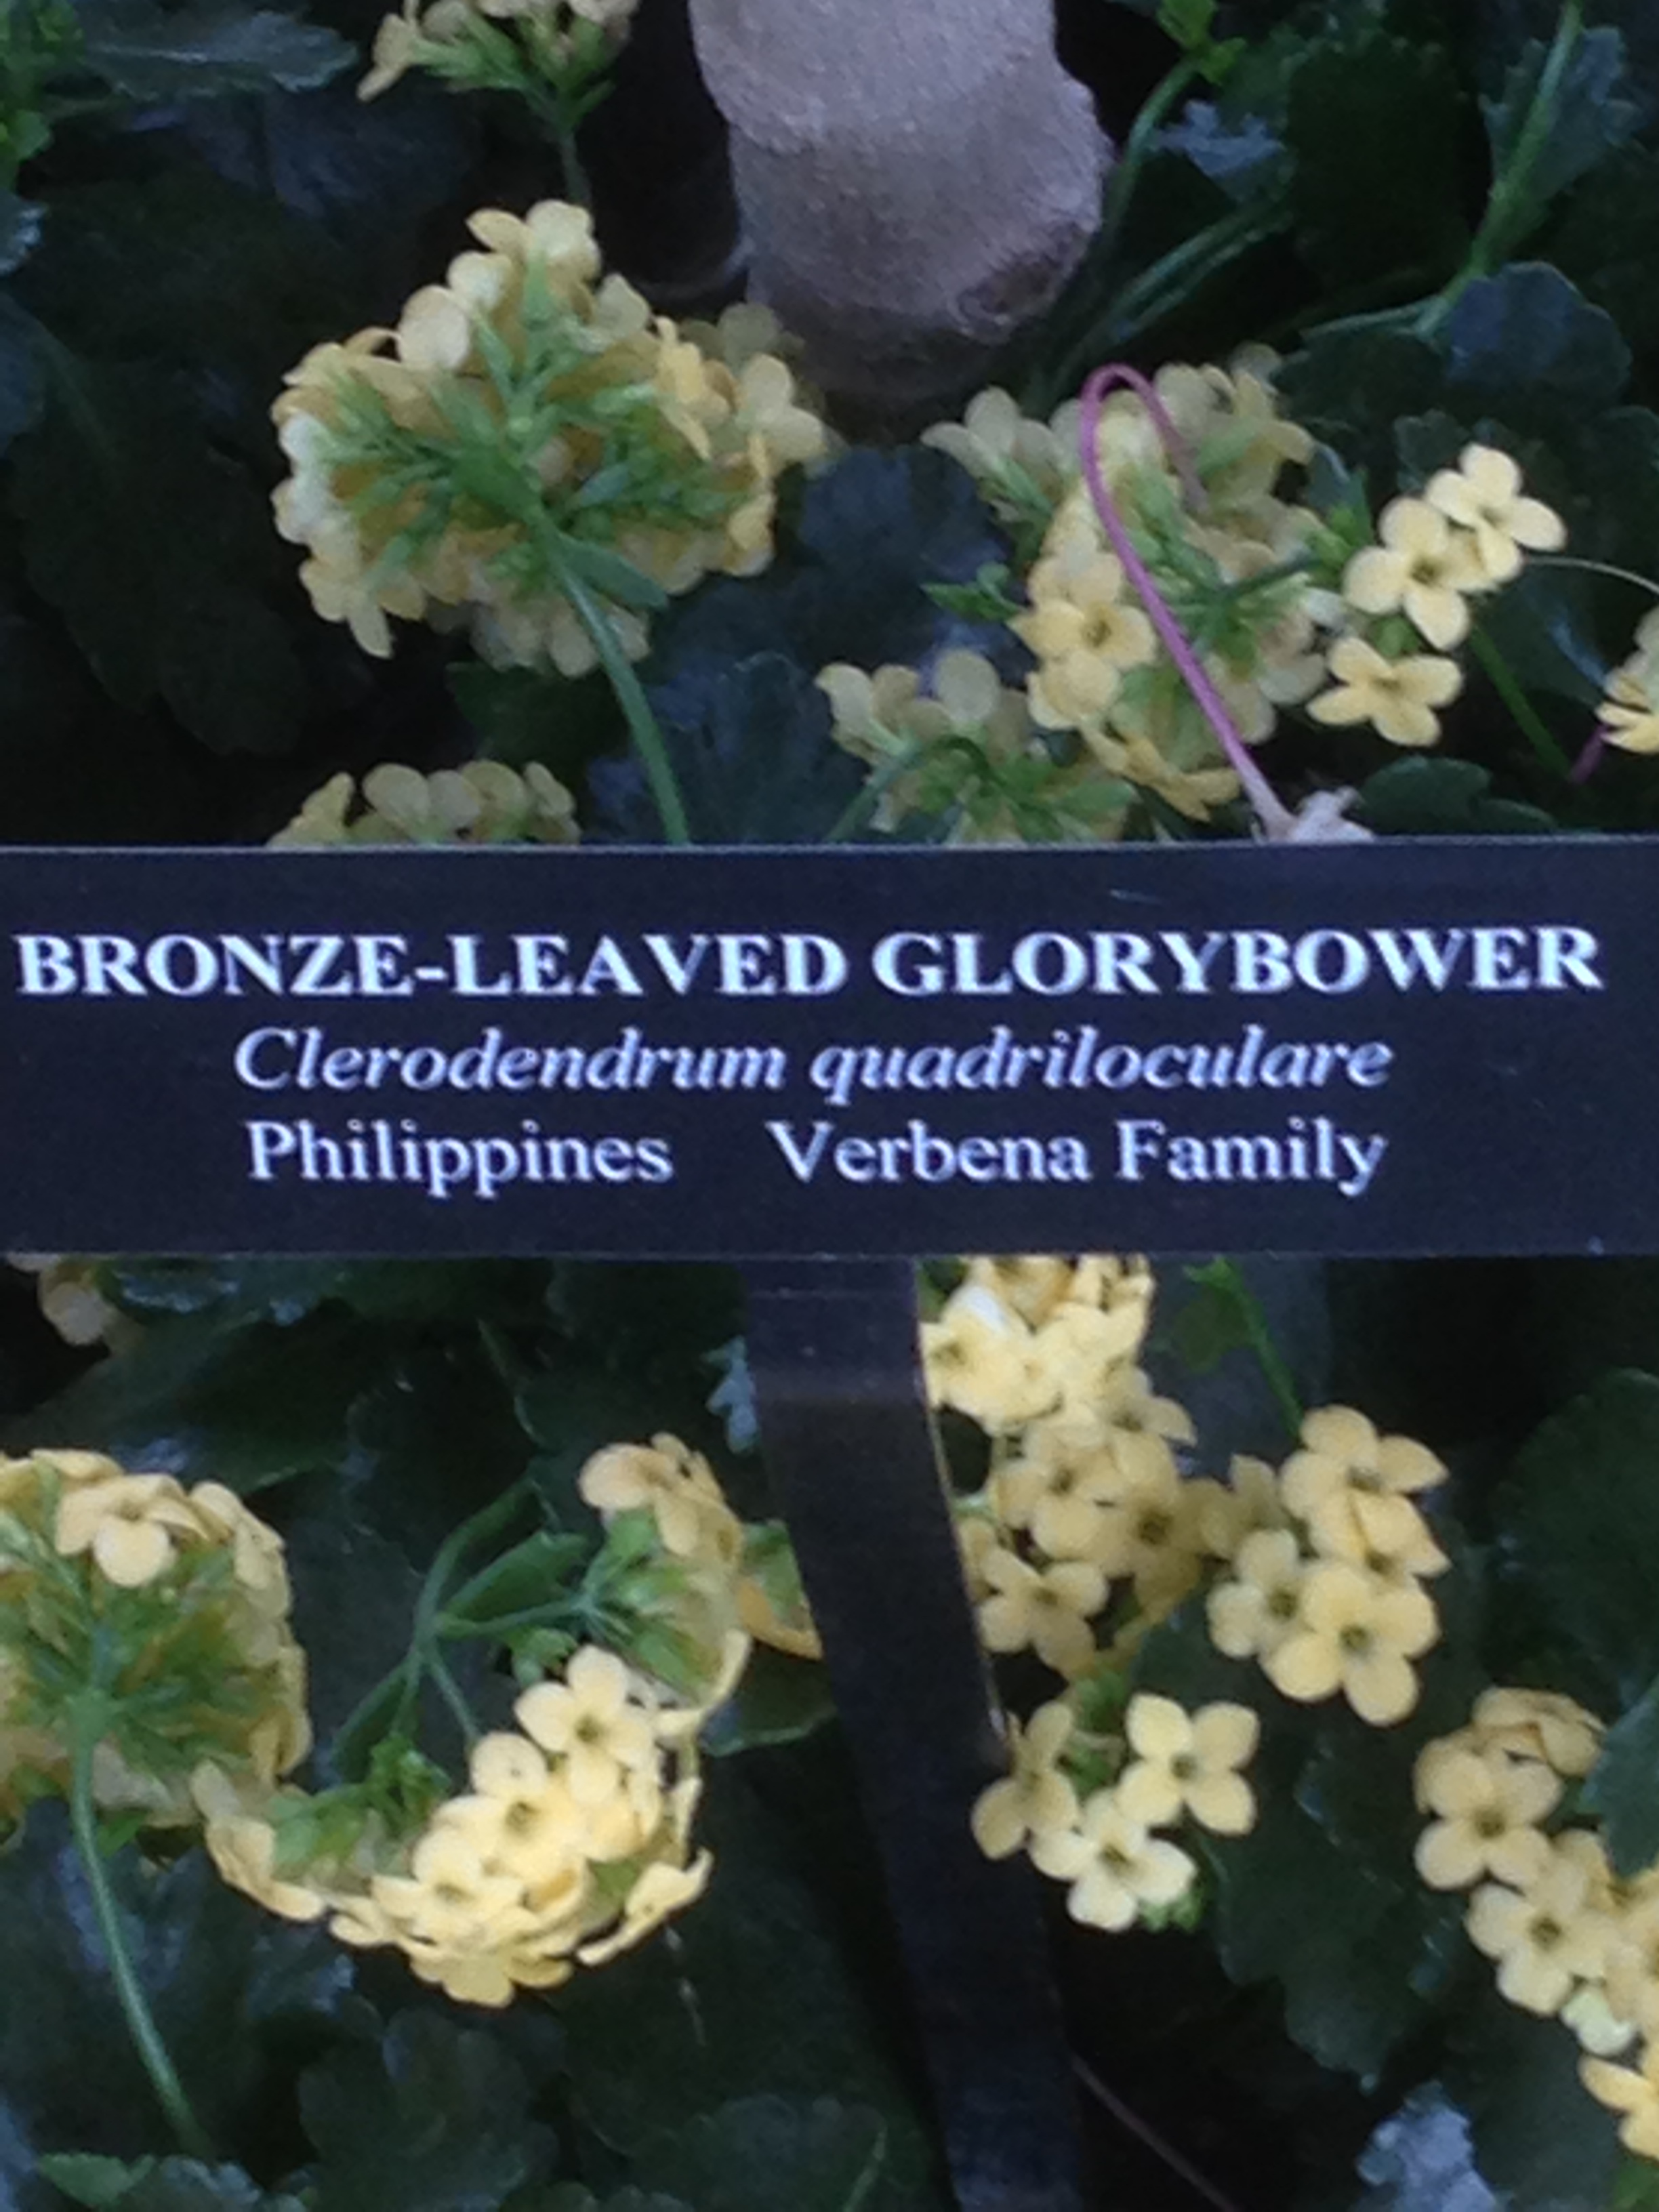 BRONZE-LEAVED GLORYBOWER
Clerodendrum quadriloculare
Philippines Verbena Family